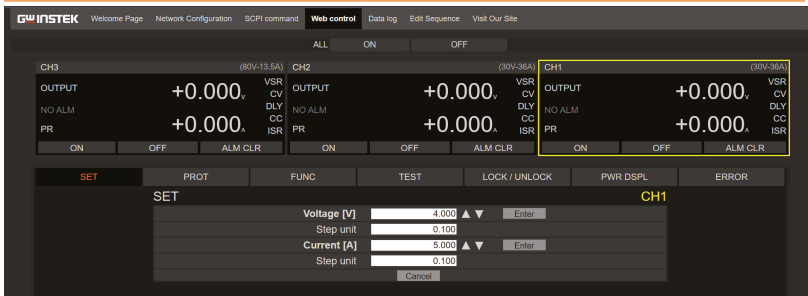 GWINSTEK Welcome Page Network Configuration SCPI command Web control Data log Edit Sequence Visit Our Site
ALL ON OFF
CH3 (80V-13.5A) CH2 (30V-36A) CH1 (30V-36A)
OUTPUT +0.000V VSR CV OUTPUT +0.000V VSR CV OUTPUT +0.000V VSR CV
NO ALM DLY NO ALM DLY NO ALM DLY
PR +0.000A CC ISR PR +0.000A CC ISR PR +0.000A CC ISR
ON OFF ALM CLR ON OFF ALM CLR ON OFF ALM CLR
SET PROT FUNC TEST LOCK / UNLOCK PWR DSPL ERROR
SET CH1
Voltage [V] 4.000 ▲ ▼ Enter
Step unit 0.100
Current [A] 5.000 ▲ ▼ Enter
Step unit 0.100
Cancel